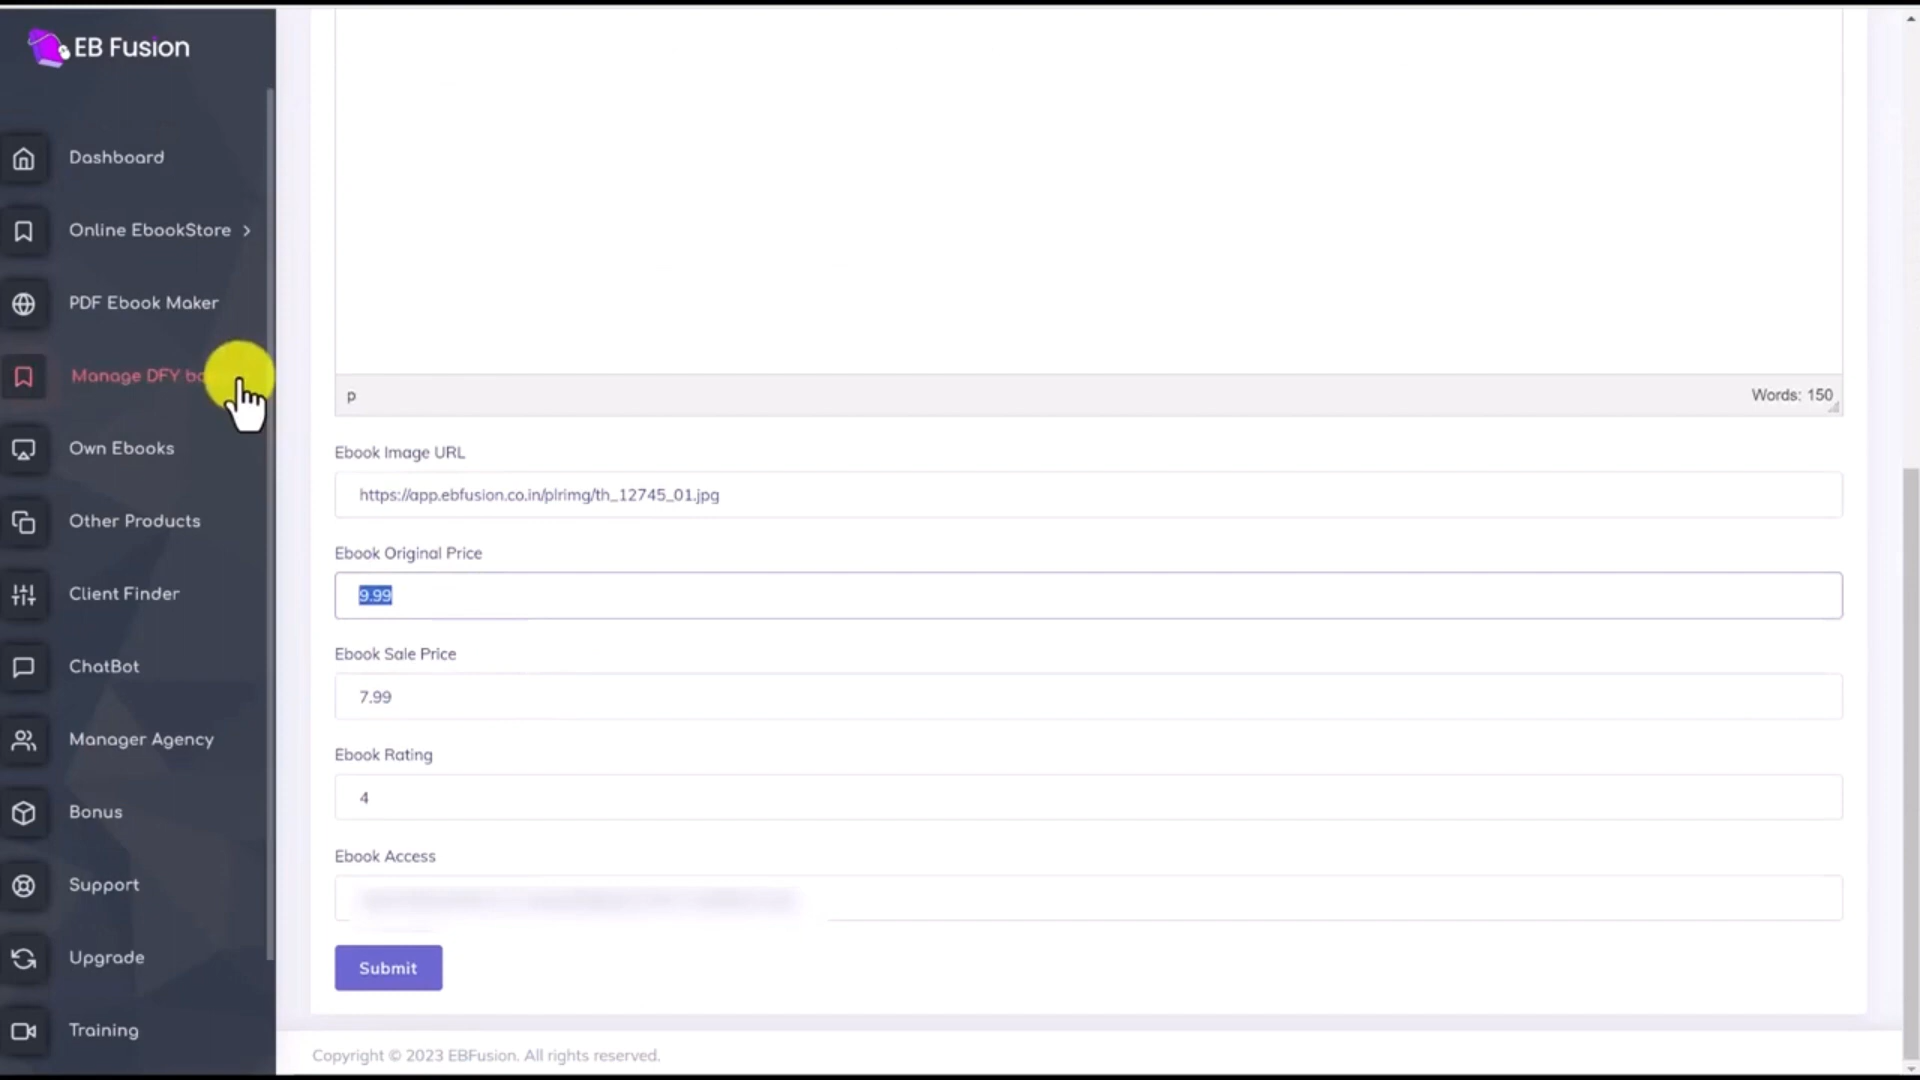 EB Fusion
Dashboard
Online EbookStore
PDF Ebook Maker
Manage DFY
Own Ebooks
Other Products
Client Finder
ChatBot
Manager Agency
Bonus
Support
Upgrade
Training
p
Words: 150
Ebook Image URL
https://app.ebfusion.co.in/plrimg/th_12745_01.jpg
Ebook Original Price
9.99
Ebook Sale Price
7.99
Ebook Rating
4
Ebook Access
Submit
Copyright © 2023 EBFusion. All rights reserved.